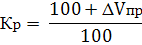 Кр = (100 + ΔVпр) / 100